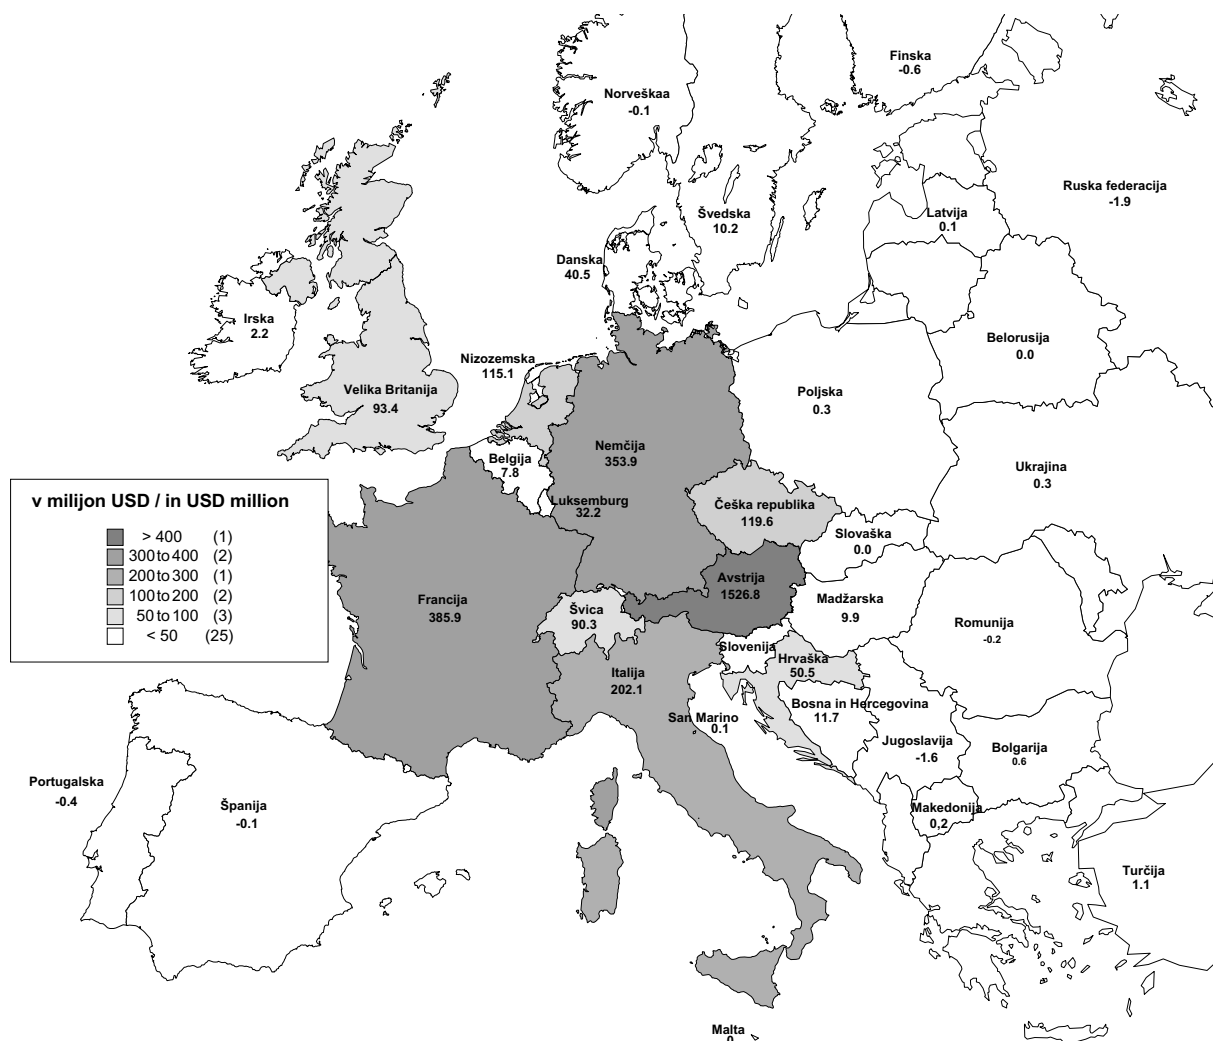 Finska
-0.6
Norveškaa
-0.1
Ruska federacija
-1.9
Švedska
10.2
Latvija
0.1
Danska
40.5
Irska
2.2
Belorusija
0.0
Nizozemska
115.1
Velika Britanija
93.4
Poljska
0.3
Nemčija
353.9
Belgija
7.8
Ukrajina
0.3
v milijon USD / in USD million
> 400 (1)
300 to 400 (2)
200 to 300 (1)
100 to 200 (2)
50 to 100 (3)
< 50 (25)
Luksemburg
32.2
Češka republika
119.6
Slovaška
0.0
Avstrija
1526.8
Francija
385.9
Švica
90.3
Madžarska
9.9
Romunija
-0.2
Slovenija
Hrvaška
50.5
Italija
202.1
Bosna in Hercegovina
11.7
San Marino
0.1
Jugoslavija
-1.6
Bolgarija
0.6
Portugalska
-0.4
Španija
-0.1
Makedonija
0,2
Turčija
1.1
Malta
0